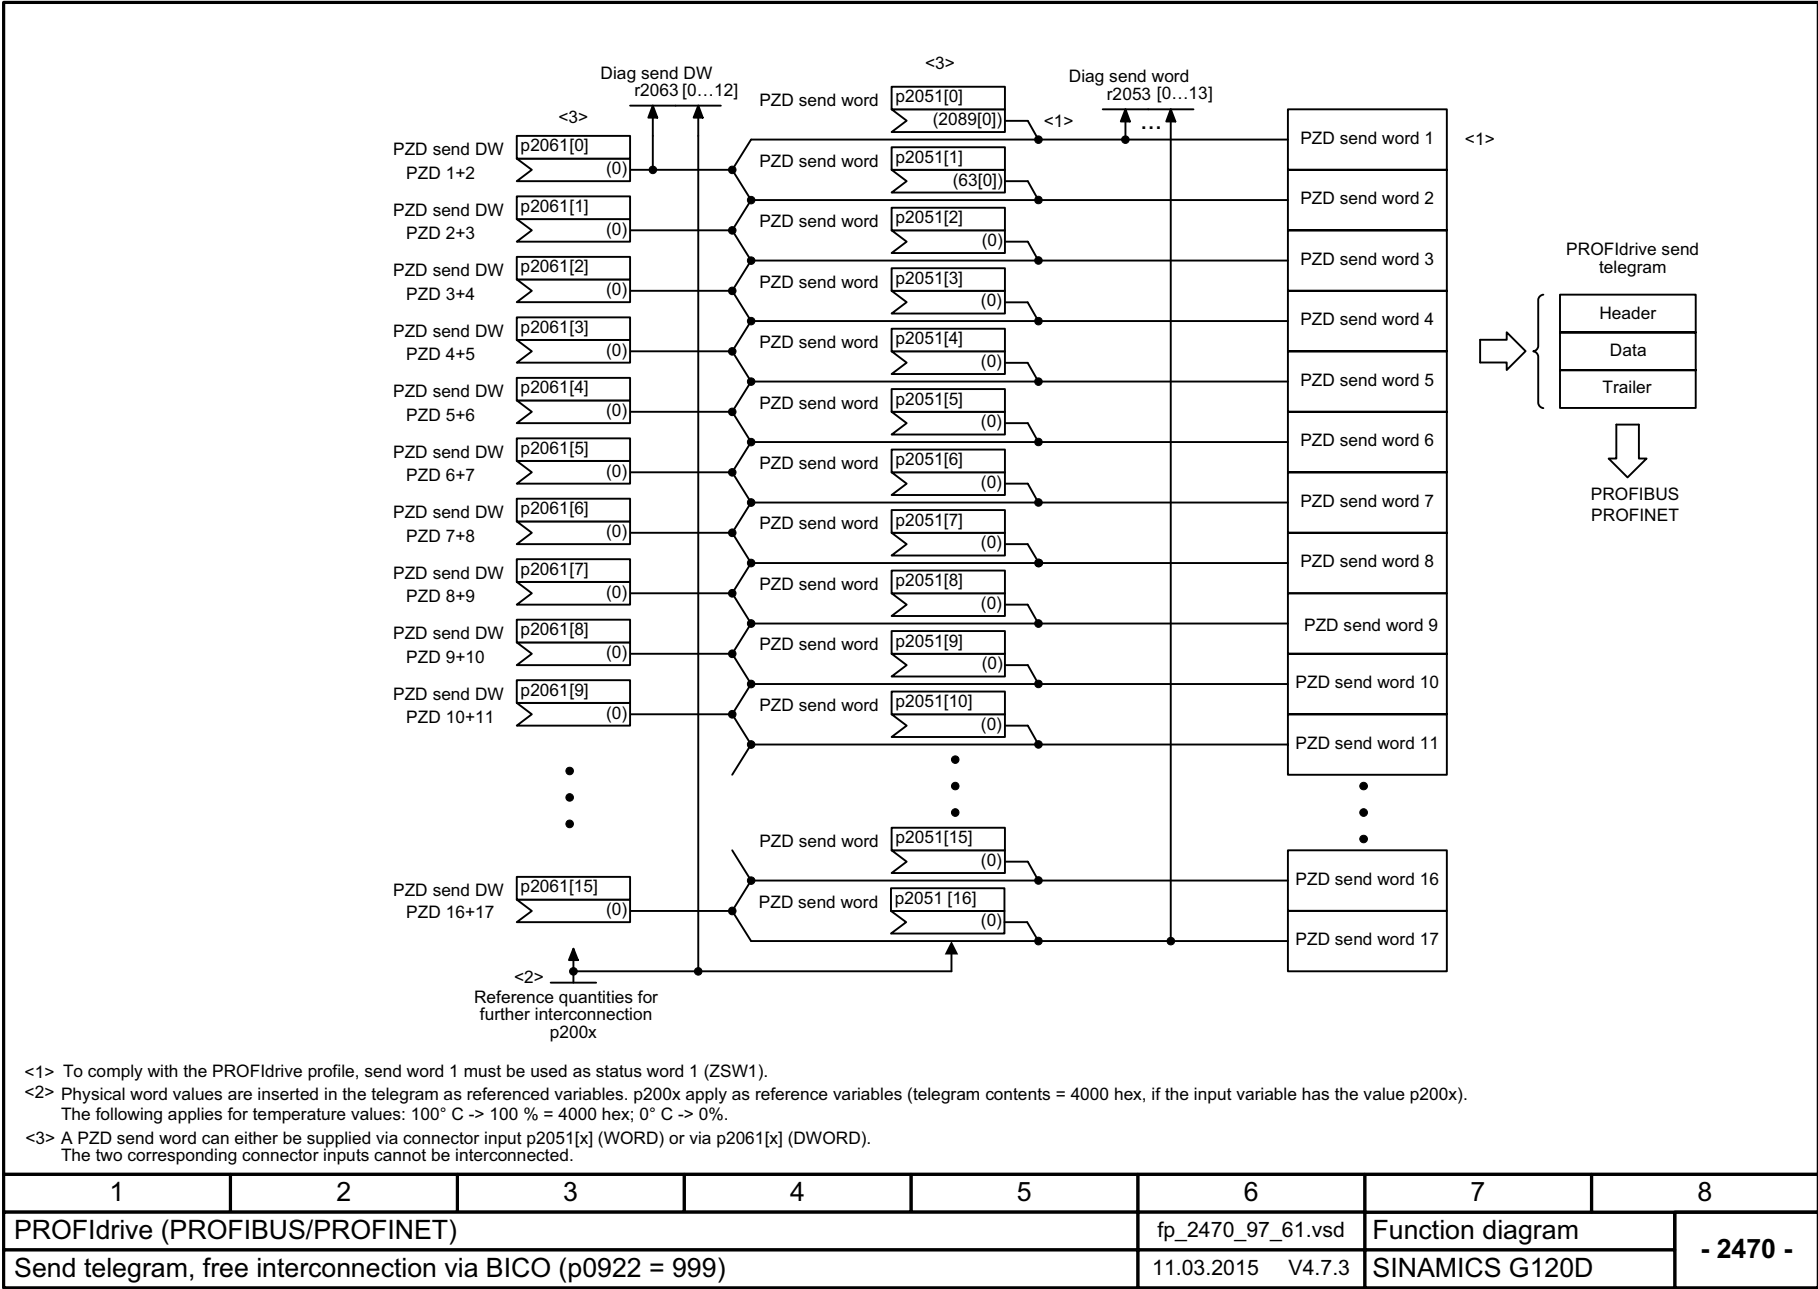 Diag send DW
r2063 [0...12]
<3>
PZD send DW
PZD 1+2
p2061[0]
(0)
PZD send DW
PZD 2+3
p2061[1]
(0)
PZD send DW
PZD 3+4
p2061[2]
(0)
PZD send DW
PZD 4+5
p2061[3]
(0)
PZD send DW
PZD 5+6
p2061[4]
(0)
PZD send DW
PZD 6+7
p2061[5]
(0)
PZD send DW
PZD 7+8
p2061[6]
(0)
PZD send DW
PZD 8+9
p2061[7]
(0)
PZD send DW
PZD 9+10
p2061[8]
(0)
PZD send DW
PZD 10+11
p2061[9]
(0)
PZD send DW
PZD 16+17
p2061[15]
(0)
<2>
Reference quantities for
further interconnection
p200x
<3>
PZD send word
p2051[0]
(2089[0])
<1>
PZD send word
p2051[1]
(63[0])
PZD send word
p2051[2]
(0)
PZD send word
p2051[3]
(0)
PZD send word
p2051[4]
(0)
PZD send word
p2051[5]
(0)
PZD send word
p2051[6]
(0)
PZD send word
p2051[7]
(0)
PZD send word
p2051[8]
(0)
PZD send word
p2051[9]
(0)
PZD send word
p2051[10]
(0)
PZD send word
p2051[15]
(0)
PZD send word
p2051 [16]
(0)
Diag send word
r2053 [0...13]
...
PZD send word 1
<1>
PZD send word 2
PZD send word 3
PZD send word 4
PZD send word 5
PZD send word 6
PZD send word 7
PZD send word 8
PZD send word 9
PZD send word 10
PZD send word 11
PZD send word 16
PZD send word 17
PROFIdrive send
telegram
Header
Data
Trailer
PROFIBUS
PROFINET
<1> To comply with the PROFIdrive profile, send word 1 must be used as status word 1 (ZSW1).
<2> Physical word values are inserted in the telegram as referenced variables. p200x apply as reference variables (telegram contents = 4000 hex, if the input variable has the value p200x).
The following applies for temperature values: 100° C -> 100 % = 4000 hex; 0° C -> 0%.
<3> A PZD send word can either be supplied via connector input p2051[x] (WORD) or via p2061[x] (DWORD).
The two corresponding connector inputs cannot be interconnected.
1 2 3 4 5 6 7 8
PROFIdrive (PROFIBUS/PROFINET)
fp_2470_97_61.vsd
Function diagram
- 2470 -
Send telegram, free interconnection via BICO (p0922 = 999)
11.03.2015 V4.7.3
SINAMICS G120D